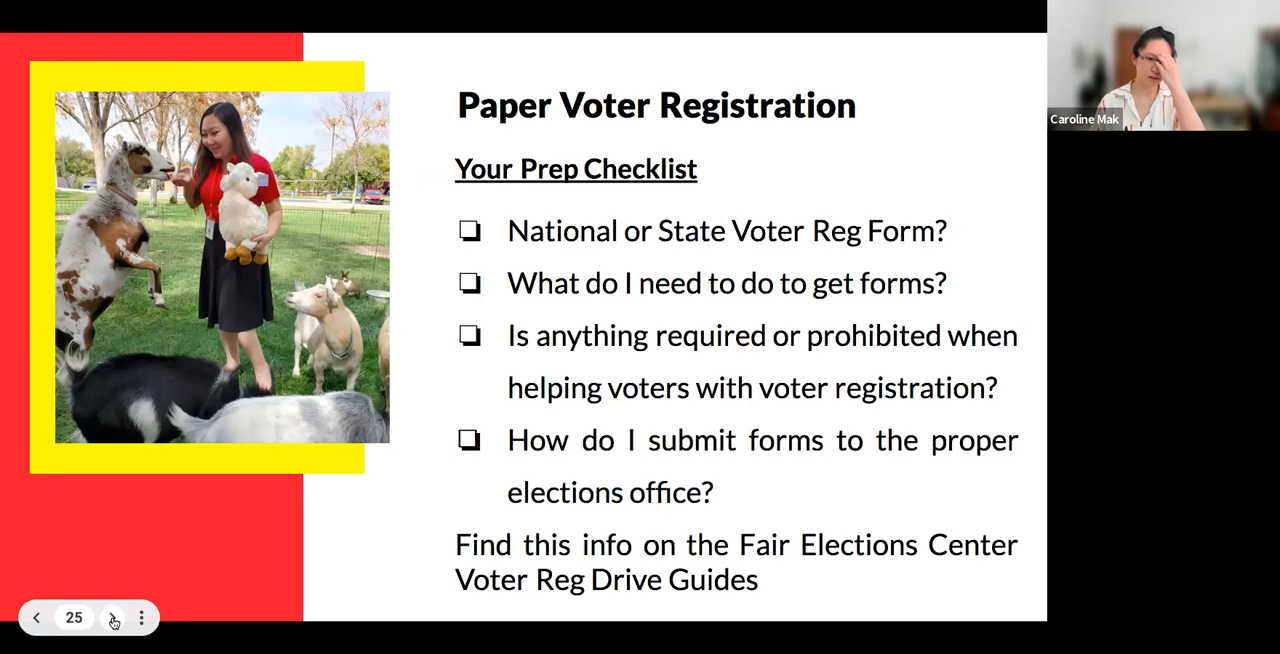 Paper Voter Registration
Your Prep Checklist
National or State Voter Reg Form?
What do I need to do to get forms?
Is anything required or prohibited when
helping voters with voter registration?
How do I submit forms to the proper
elections office?
Find this info on the Fair Elections Center
Voter Reg Drive Guides
Caroline Mak
25